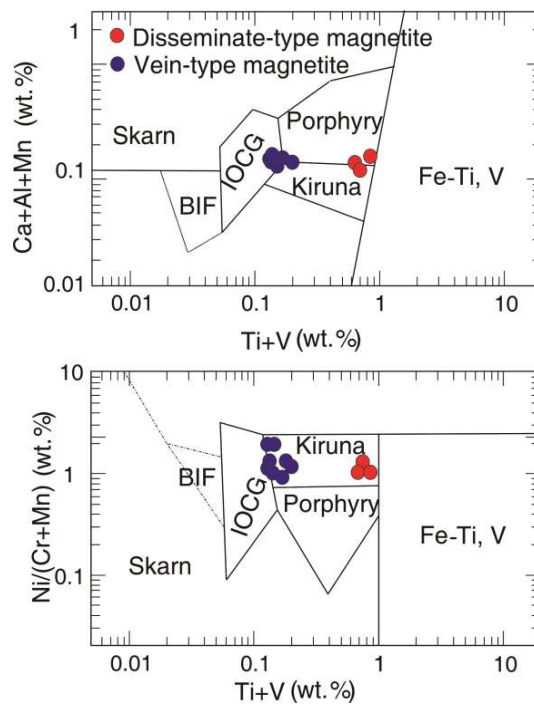 1
Disseminate-type magnetite
Vein-type magnetite
Ca+Al+Mn (wt.%)
Skarn
Porphyry
0.1
IOCG
BIF
Kiruna
Fe-Ti, V
0.01
0.01
0.1
1
10
Ti+V (wt.%)
10
Ni/(Cr+Mn) (wt.%)
Kiruna
BIF
1
IOCG
Porphyry
Fe-Ti, V
Skarn
0.1
0.01
0.1
1
10
Ti+V (wt.%)